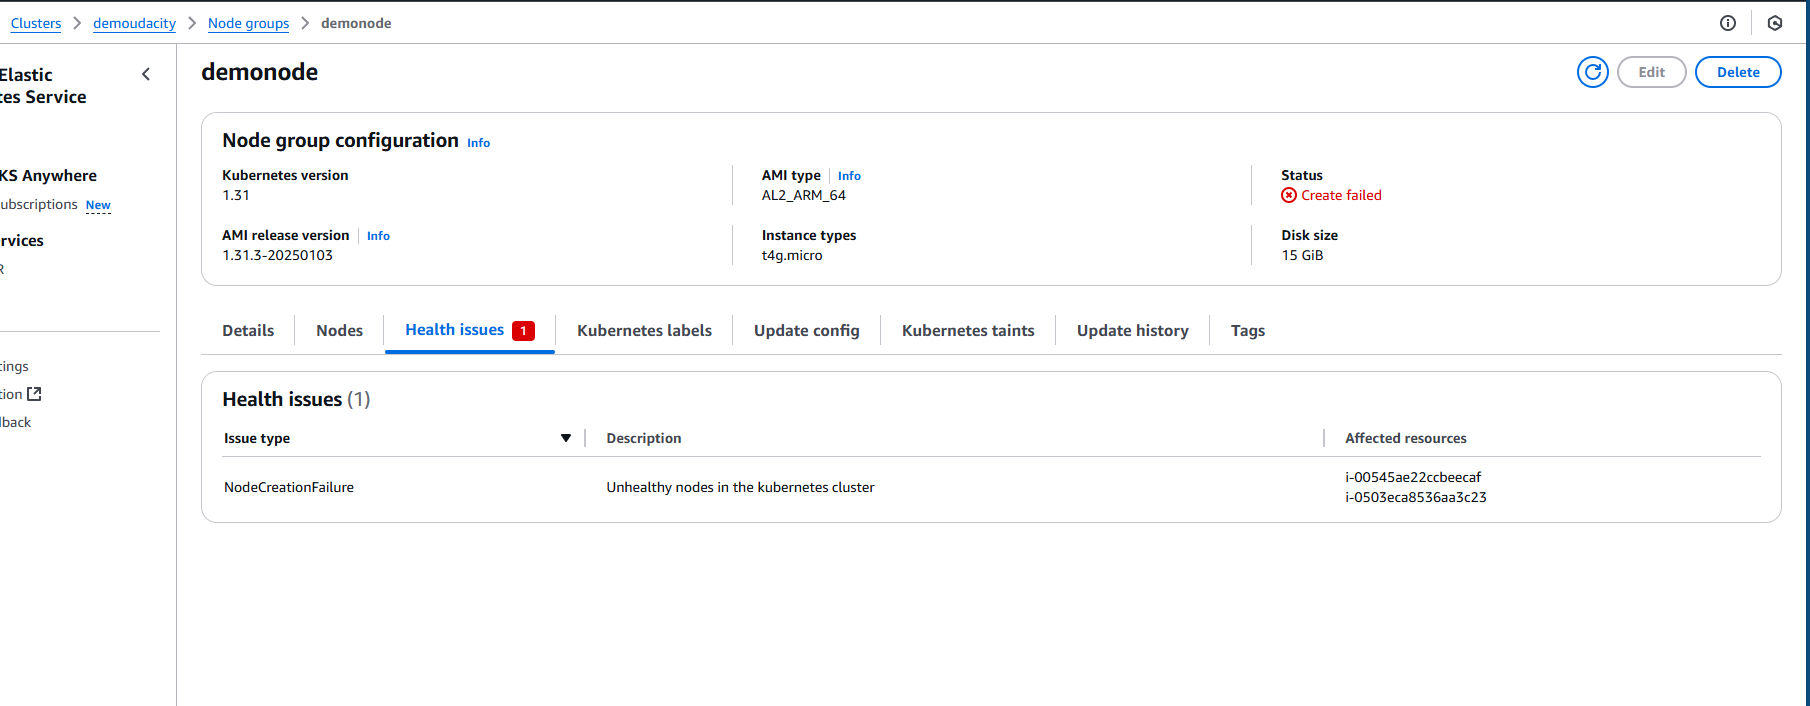 Clusters > demoudacity > Node groups > demonode
Elastic
tes Service
KS Anywhere
ubscriptions New
rvices
R
tings
tion
lback
demonode
Edit
Delete
Node group configuration Info
Kubernetes version
1.31
AMI type Info
AL2_ARM_64
Status
Create failed
AMI release version Info
1.31.3-20250103
Instance types
t4g.micro
Disk size
15 GiB
Details Nodes Health issues 1 Kubernetes labels Update config Kubernetes taints Update history Tags
Health issues (1)
Issue type Description Affected resources
NodeCreationFailure Unhealthy nodes in the kubernetes cluster
i-00545ae22ccbeecaf
i-0503eca8536aa3c23